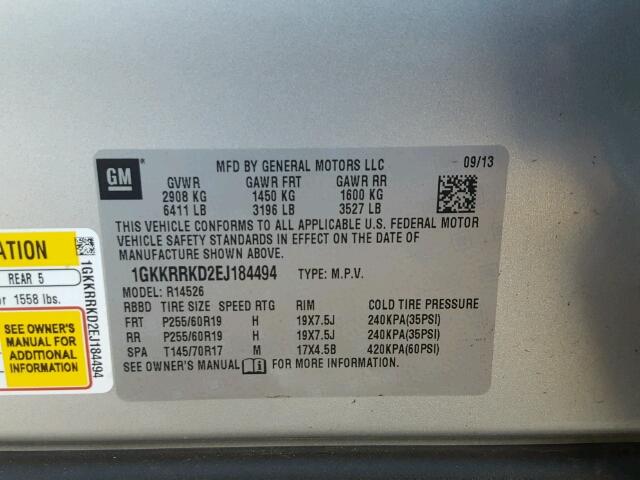 GM
MFD BY GENERAL MOTORS LLC 09/13
GVWR GAWR FRT GAWR RR
2908 KG 1450 KG 1600 KG
6411 LB 3196 LB 3527 LB
THIS VEHICLE CONFORMS TO ALL APPLICABLE U.S. FEDERAL MOTOR
VEHICLE SAFETY STANDARDS IN EFFECT ON THE DATE OF
MANUFACTURE SHOWN ABOVE.
1GKKRRKD2EJ184494 TYPE: M.P.V.
MODEL: R14526
RBBD TIRE SIZE SPEED RTG RIM COLD TIRE PRESSURE
FRT P255/60R19 H 19X7.5J 240KPA(35PSI)
RR P255/60R19 H 19X7.5J 240KPA(35PSI)
SPA T145/70R17 M 17X4.5B 420KPA(60PSI)
SEE OWNER'S MANUAL FOR MORE INFORMATION
ATION
REAR 5
or 1558 lbs.
SEE OWNER'S
MANUAL FOR
ADDITIONAL
INFORMATION
1GKKRRKD2EJ184494